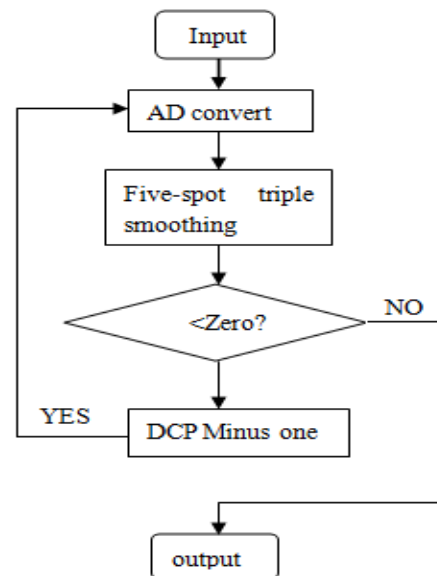 Input
AD convert
Five-spot triple
smoothing
<Zero?
NO
YES
DCP Minus one
output